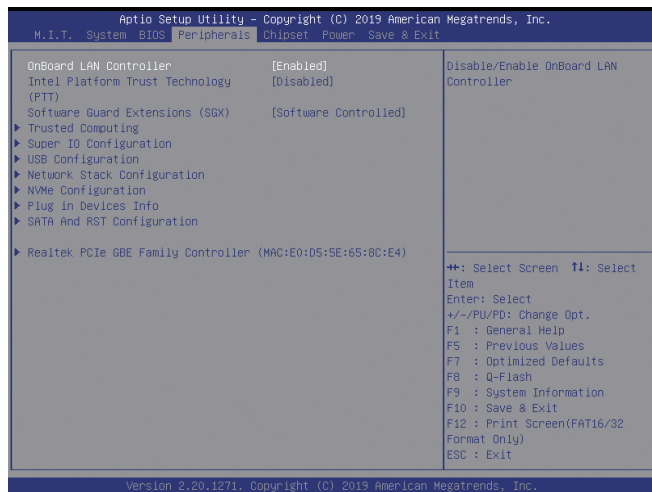 Aptio Setup Utility – Copyright (C) 2019 American Megatrends, Inc.
M.I.T. System BIOS Peripherals Chipset Power Save & Exit
OnBoard LAN Controller [Enabled]
Intel Platform Trust Technology [Disabled]
(PTT)
Software Guard Extensions (SGX) [Software Controlled]
Trusted Computing
Super IO Configuration
USB Configuration
Network Stack Configuration
NVMe Configuration
Plug in Devices Info
SATA And RST Configuration
Realtek PCIe GBE Family Controller (MAC:E0:D5:5E:65:8C:E4)
Disable/Enable OnBoard LAN
Controller
→←: Select Screen ↑↓: Select
Item
Enter: Select
+/-/PU/PD: Change Opt.
F1 : General Help
F5 : Previous Values
F7 : Optimized Defaults
F8 : Q-Flash
F9 : System Information
F10 : Save & Exit
F12 : Print Screen(FAT16/32
Format Only)
ESC : Exit
Version 2.20.1271. Copyright (C) 2019 American Megatrends, Inc.